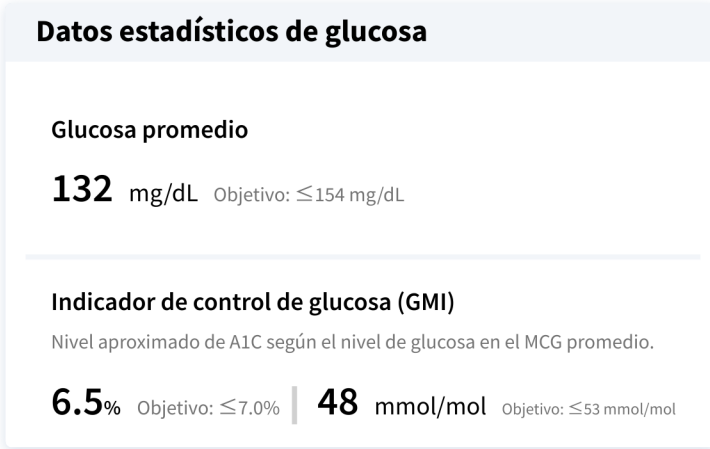 Datos estadísticos de glucosa
Glucosa promedio
132 mg/dL Objetivo: ≤154 mg/dL
Indicador de control de glucosa (GMI)
Nivel aproximado de A1C según el nivel de glucosa en el MCG promedio.
6.5% Objetivo: ≤7.0% | 48 mmol/mol Objetivo: ≤53 mmol/mol